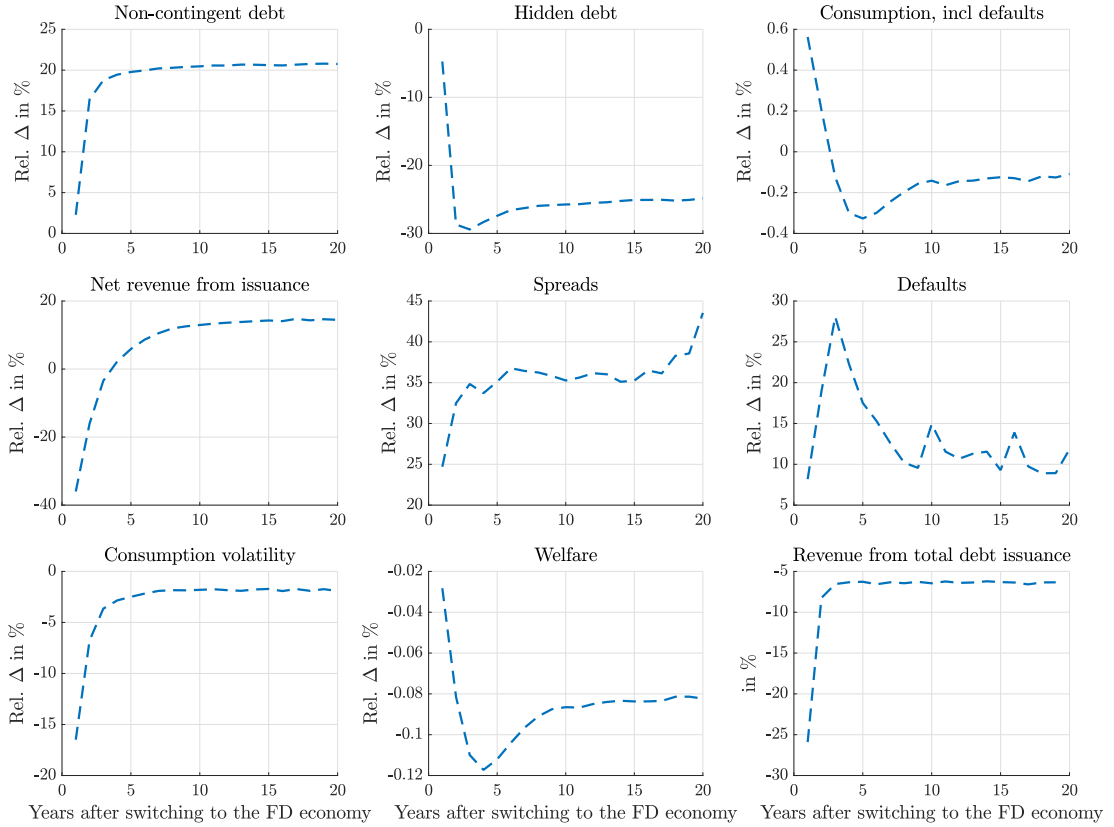 Non-contingent debt
Rel. Δ in %
25
20
15
10
5
0
0 5 10 15 20
Hidden debt
Rel. Δ in %
0
-10
-20
-30
0 5 10 15 20
Consumption, incl defaults
Rel. Δ in %
0.6
0.4
0.2
0
-0.2
-0.4
0 5 10 15 20
Net revenue from issuance
Rel. Δ in %
20
0
-20
-40
0 5 10 15 20
Spreads
Rel. Δ in %
45
40
35
30
25
20
0 5 10 15 20
Defaults
Rel. Δ in %
30
25
20
15
10
5
0 5 10 15 20
Consumption volatility
Rel. Δ in %
0
-5
-10
-15
-20
0 5 10 15 20
Years after switching to the FD economy
Welfare
Rel. Δ in %
-0.02
-0.04
-0.06
-0.08
-0.1
-0.12
0 5 10 15 20
Years after switching to the FD economy
Revenue from total debt issuance
in %
-5
-10
-15
-20
-25
-30
0 5 10 15 20
Years after switching to the FD economy